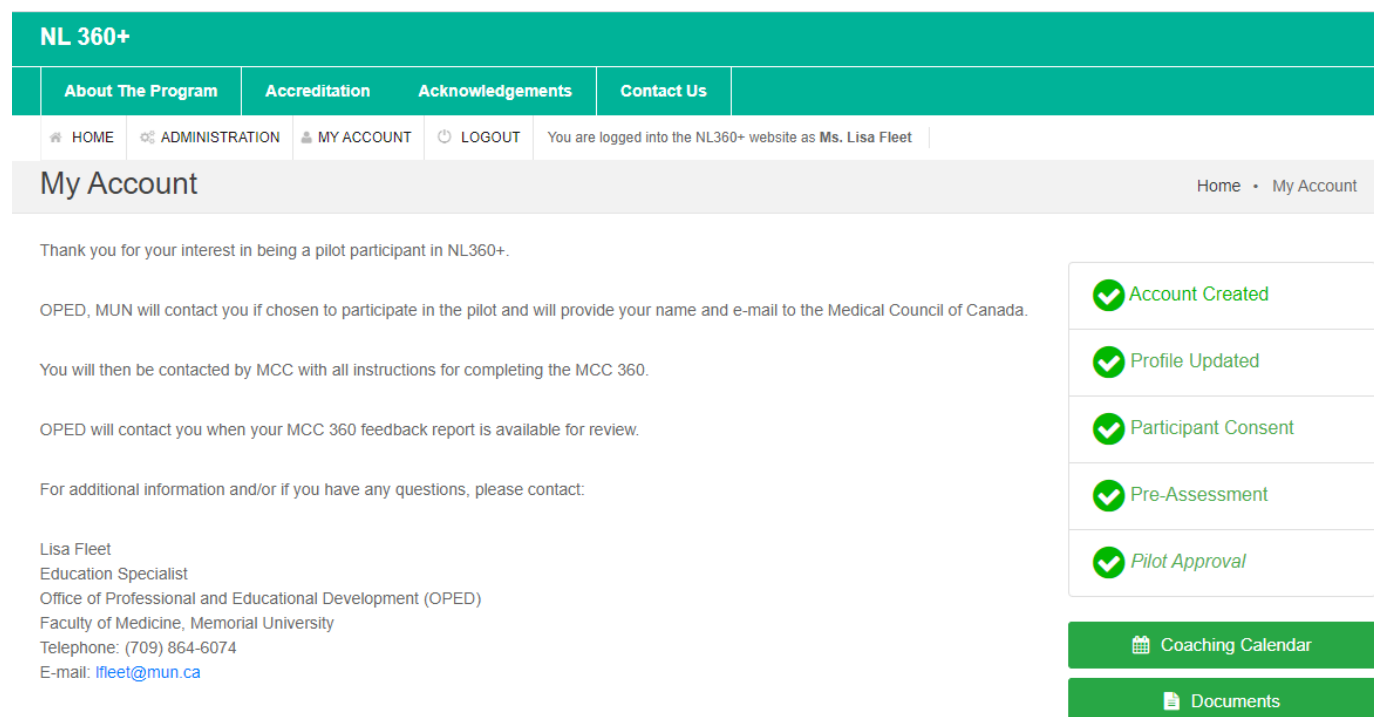 NL 360+
About The Program Accreditation Acknowledgements Contact Us
HOME ADMINISTRATION MY ACCOUNT LOGOUT You are logged into the NL360+ website as Ms. Lisa Fleet
My Account
Home • My Account
Thank you for your interest in being a pilot participant in NL360+.
OPED, MUN will contact you if chosen to participate in the pilot and will provide your name and e-mail to the Medical Council of Canada.
You will then be contacted by MCC with all instructions for completing the MCC 360.
OPED will contact you when your MCC 360 feedback report is available for review.
For additional information and/or if you have any questions, please contact:
Lisa Fleet
Education Specialist
Office of Professional and Educational Development (OPED)
Faculty of Medicine, Memorial University
Telephone: (709) 864-6074
E-mail: lfleet@mun.ca
Account Created
Profile Updated
Participant Consent
Pre-Assessment
Pilot Approval
Coaching Calendar
Documents